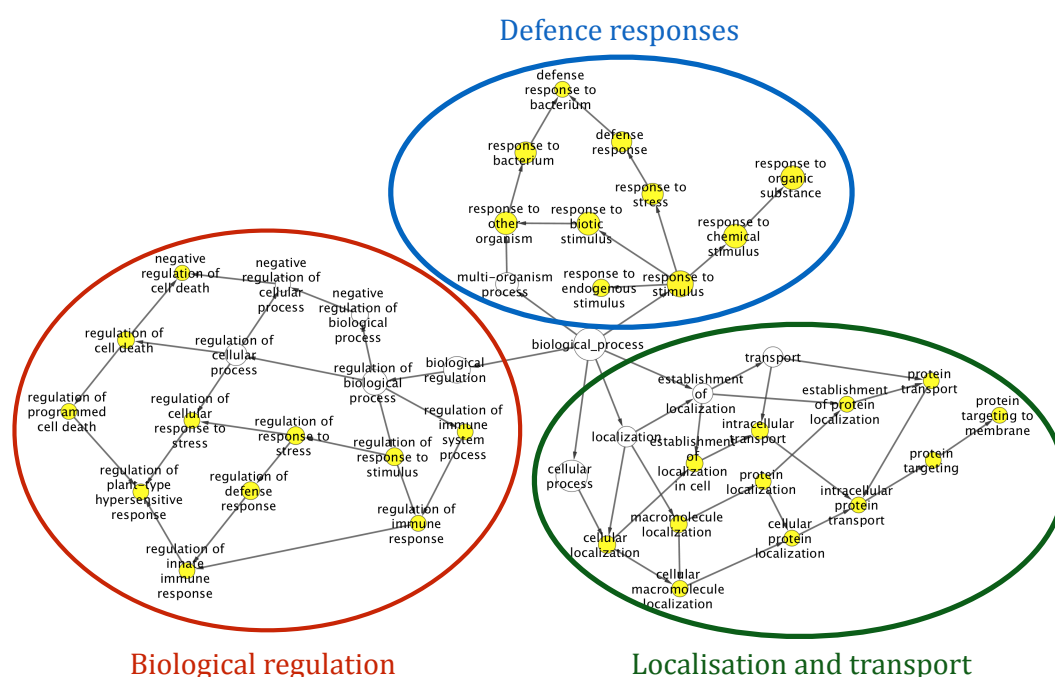 Defence responses
defense
response to
bacterium
response to
bacterium
defense
response
response to
organic
substance
response to
stress
response to
other
organism
response to
biotic
stimulus
response to
chemical
stimulus
multi-organism
process
response to
endogenous
stimulus
response to
stimulus
biological_process
negative
regulation of
cell death
negative
regulation of
cellular
process
negative
regulation of
biological
process
regulation of
cell death
regulation of
cellular
process
regulation of
biological
process
biological
regulation
regulation of
programmed
cell death
regulation of
cellular
response to
stress
regulation of
response to
stress
regulation of
immune
system
process
regulation of
response to
stimulus
regulation of
plant-type
hypersensitive
response
regulation of
defense
response
regulation of
immune
response
regulation of
innate
immune
response
transport
establishment
of
localization
establishment
of protein
localization
protein
transport
protein
targeting to
membrane
localization
establishment
of
localization
in cell
intracellular
transport
cellular
process
protein
localization
protein
targeting
intracellular
protein
transport
macromolecule
localization
cellular
localization
cellular
protein
localization
cellular
macromolecule
localization
Biological regulation
Localisation and transport